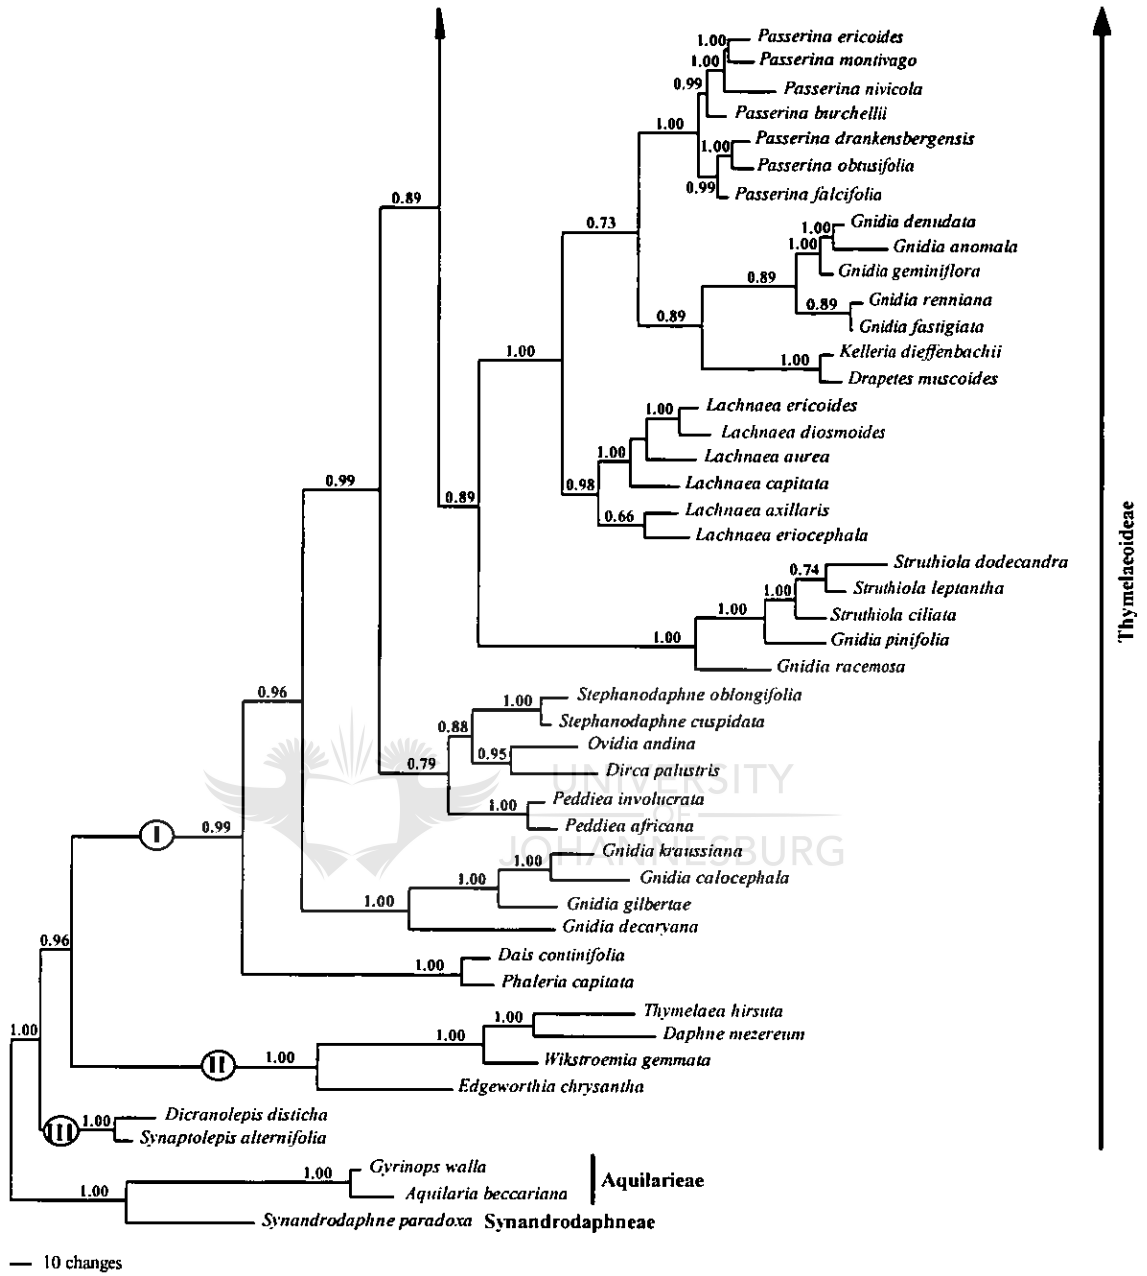 1.00
Passerina ericoides
Passerina montivago
1.00
Passerina nivicola
0.99
Passerina burchellii
1.00
Passerina drankensbergensis
1.00
Passerina obtusifolia
0.99
Passerina falcifolia
0.89
0.73
Gnidia denudata
1.00
Gnidia anomala
1.00
Gnidia geminiflora
0.89
Gnidia renniana
0.89
Gnidia fastigiata
0.89
Kelleria dieffenbachii
1.00
Drapetes muscoides
1.00
Lachnaea ericoides
1.00
Lachnaea diosmoides
Lachnaea aurea
1.00
Lachnaea capitata
0.98
Lachnaea axillaris
0.66
Lachnaea eriocephala
0.99
0.89
Struthiola dodecandra
0.74
Struthiola leptantha
1.00
Struthiola ciliata
1.00
Gnidia pinifolia
1.00
Gnidia racemosa
Thymelaeoideae
0.96
Stephanodaphne oblongifolia
1.00
Stephanodaphne cuspidata
0.88
Ovidia andina
0.95
Dirca palustris
0.79
Peddiea involucrata
1.00
Peddiea africana
UNIVERSITY
OF
JOHANNESBURG
I
0.99
Gnidia kraussiana
1.00
Gnidia calocephala
1.00
Gnidia gilbertae
1.00
Gnidia decaryana
0.96
Dais continifolia
1.00
Phaleria capitata
1.00
Thymelaea hirsuta
1.00
Daphne mezereum
1.00
Wikstroemia gemmata
II
1.00
Edgeworthia chrysantha
III
1.00
Dicranolepis disticha
Synaptolepis alternifolia
Gyrinops walla
1.00
Aquilaria beccariana
Aquilarieae
1.00
Synandrodaphne paradoxa Synandrodaphneae
10 changes